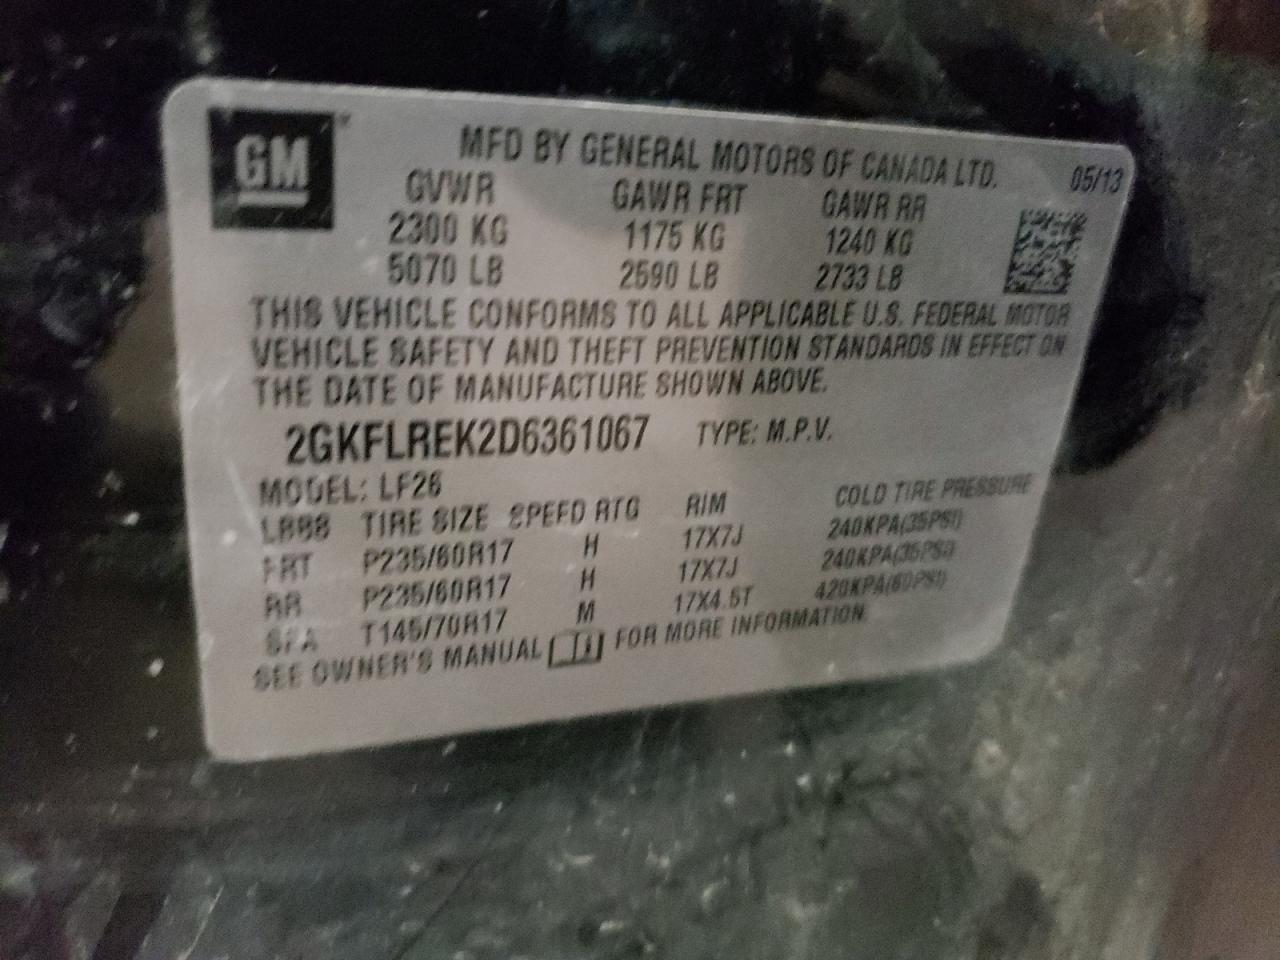 GM
MFD BY GENERAL MOTORS OF CANADA LTD. 05/13
GVWR GAWR FRT GAWR RR
2300 KG 1175 KG 1240 KG
5070 LB 2590 LB 2733 LB
THIS VEHICLE CONFORMS TO ALL APPLICABLE U.S. FEDERAL MOTOR
VEHICLE SAFETY AND THEFT PREVENTION STANDARDS IN EFFECT ON
THE DATE OF MANUFACTURE SHOWN ABOVE.
2GKFLREK2D6361067 TYPE: M.P.V.
MODEL: LF26
TIRE SIZE SPEED RTG RIM COLD TIRE PRESSURE
FRT P235/60R17 H 17X7J 240KPA(35PSI)
RR P235/60R17 H 17X7J 240KPA(35PSI)
SPA T145/70R17 M 17X4.5T 420KPA(60PSI)
SEE OWNER'S MANUAL FOR MORE INFORMATION.